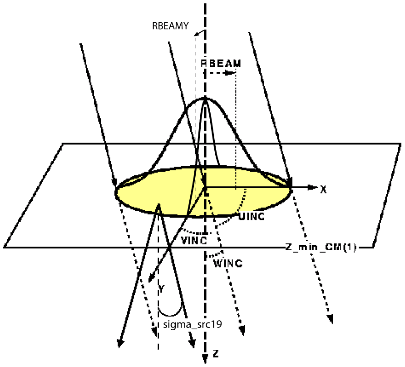 RBEAMY
RBEAM
X
UINC
VINC
Z_min_CM(1)
WINC
Y
sigma_src19
Z